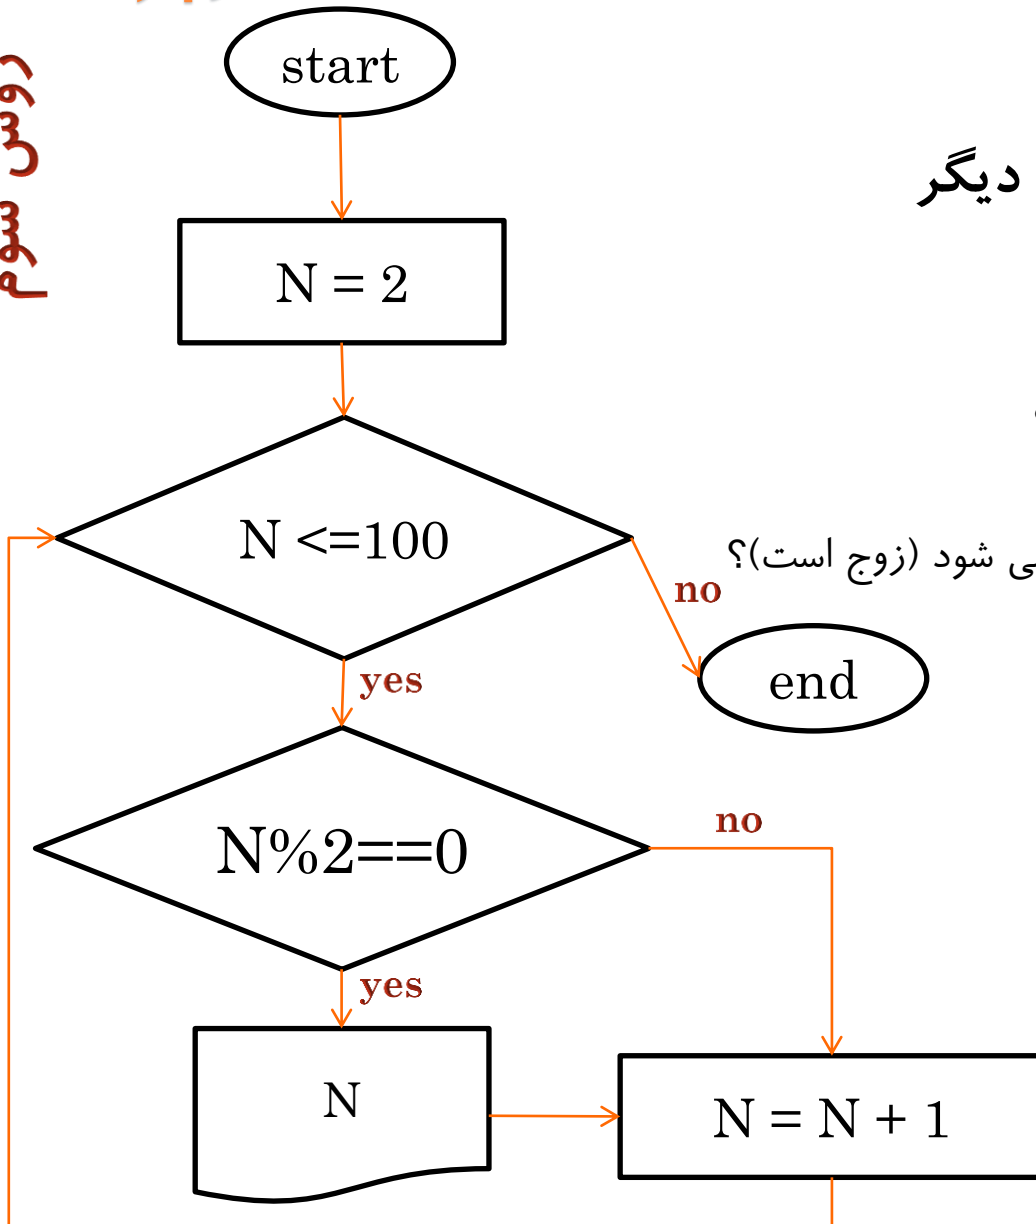 start
روش سوم
دیگر
N = 2
N <=100
ی شود (زوج است)؟
no
end
yes
N%2==0
no
yes
N
N = N + 1